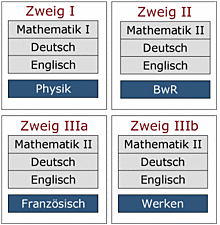 Zweig I
Mathematik I
Deutsch
Englisch
Physik
Zweig II
Mathematik II
Deutsch
Englisch
BwR
Zweig IIIa
Mathematik II
Deutsch
Englisch
Französisch
Zweig IIIb
Mathematik II
Deutsch
Englisch
Werken